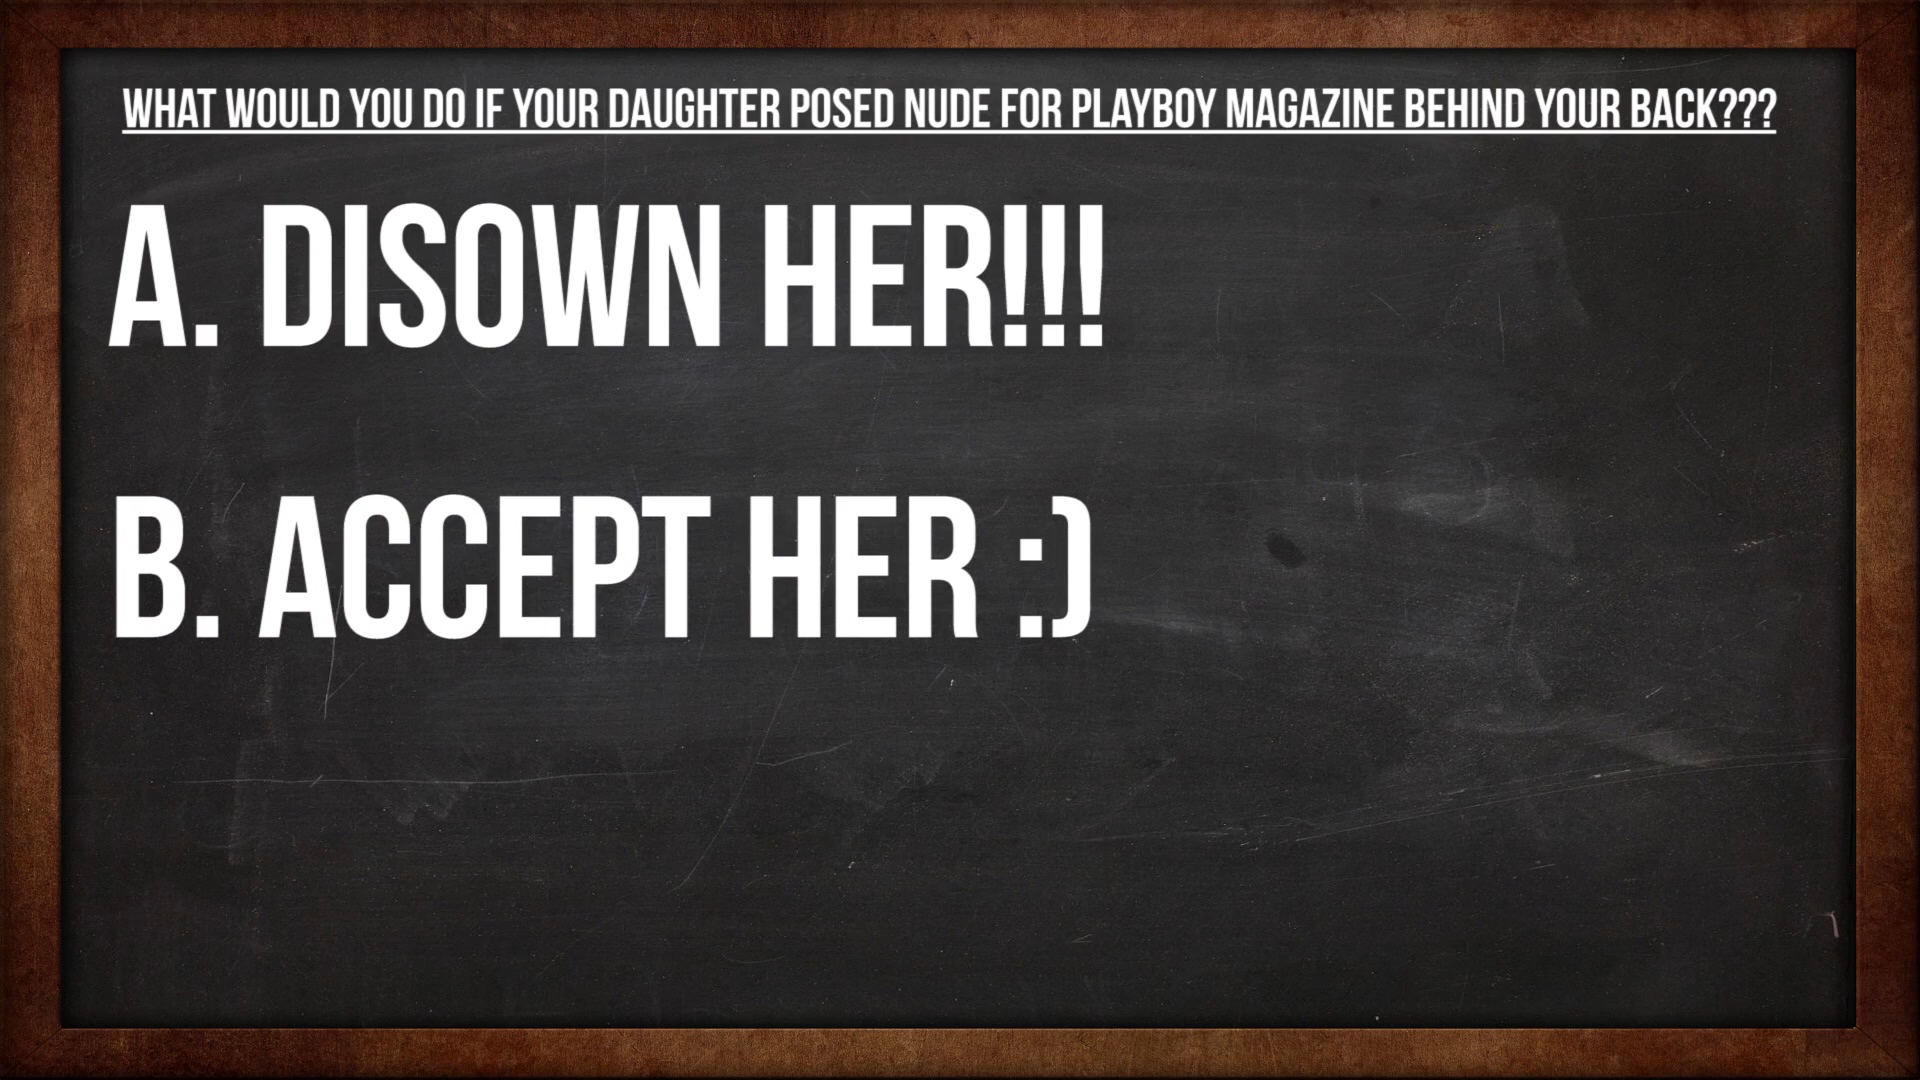 WHAT WOULD YOU DO IF YOUR DAUGHTER POSED NUDE FOR PLAYBOY MAGAZINE BEHIND YOUR BACK???
A. DISOWN HER!!!
B. ACCEPT HER :)